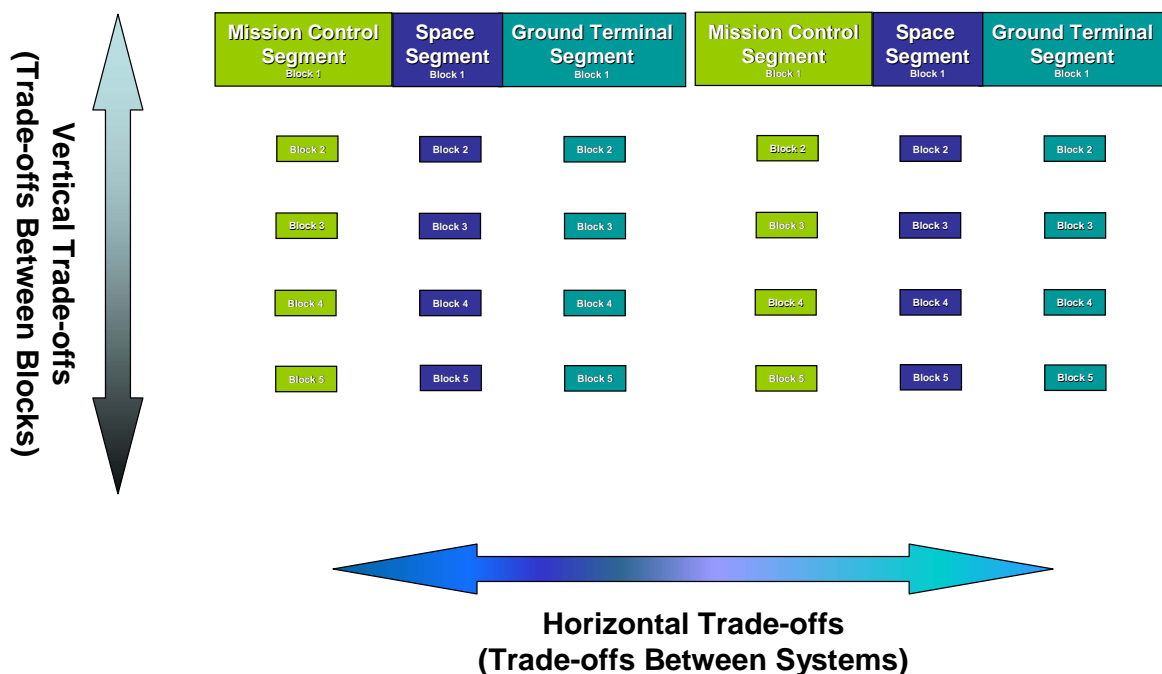 Mission Control
Segment
Block 1
Space
Segment
Block 1
Ground Terminal
Segment
Block 1
Mission Control
Segment
Block 1
Space
Segment
Block 1
Ground Terminal
Segment
Block 1
Vertical Trade-offs
(Trade-offs Between Blocks)
Block 2
Block 2
Block 2
Block 2
Block 2
Block 2
Block 3
Block 3
Block 3
Block 3
Block 3
Block 3
Block 4
Block 4
Block 4
Block 4
Block 4
Block 4
Block 5
Block 5
Block 5
Block 5
Block 5
Block 5
Horizontal Trade-offs
(Trade-offs Between Systems)